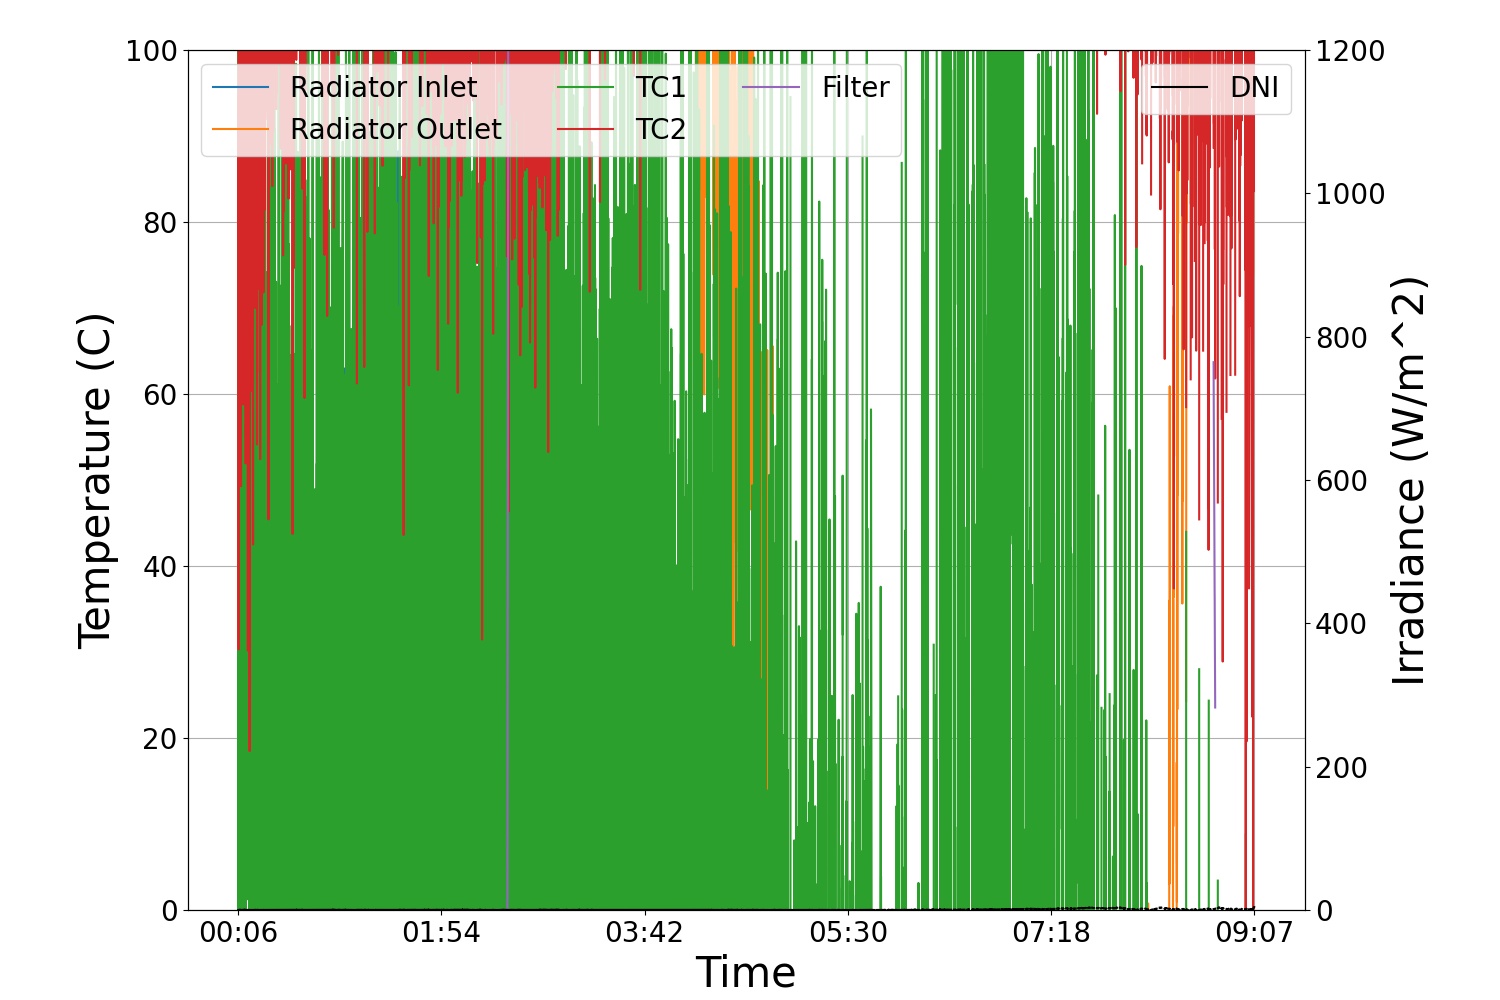 100
80
60
40
20
0
Temperature (C)
Radiator Inlet
Radiator Outlet
TC1
TC2
Filter
DNI
1200
1000
800
600
400
200
0
Irradiance (W/m^2)
00:06
01:54
03:42
05:30
07:18
09:07
Time